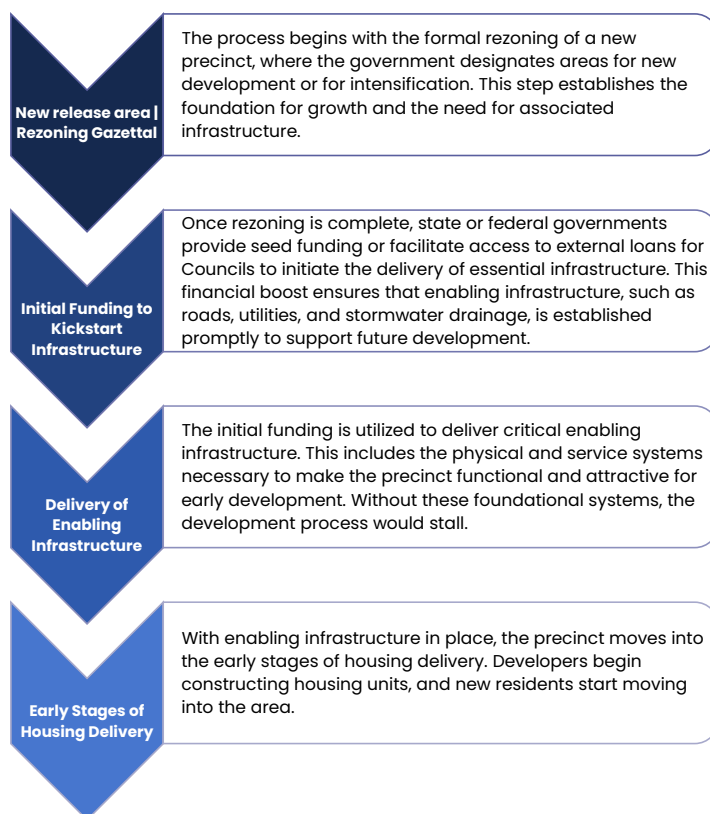 New release area |
Rezoning Gazettal
The process begins with the formal rezoning of a new
precinct, where the government designates areas for new
development or for intensification. This step establishes the
foundation for growth and the need for associated
infrastructure.
Initial Funding to
Kickstart
Infrastructure
Once rezoning is complete, state or federal governments
provide seed funding or facilitate access to external loans for
Councils to initiate the delivery of essential infrastructure. This
financial boost ensures that enabling infrastructure, such as
roads, utilities, and stormwater drainage, is established
promptly to support future development.
Delivery of
Enabling
Infrastructure
The initial funding is utilized to deliver critical enabling
infrastructure. This includes the physical and service systems
necessary to make the precinct functional and attractive for
early development. Without these foundational systems, the
development process would stall.
Early Stages of
Housing Delivery
With enabling infrastructure in place, the precinct moves into
the early stages of housing delivery. Developers begin
constructing housing units, and new residents start moving
into the area.